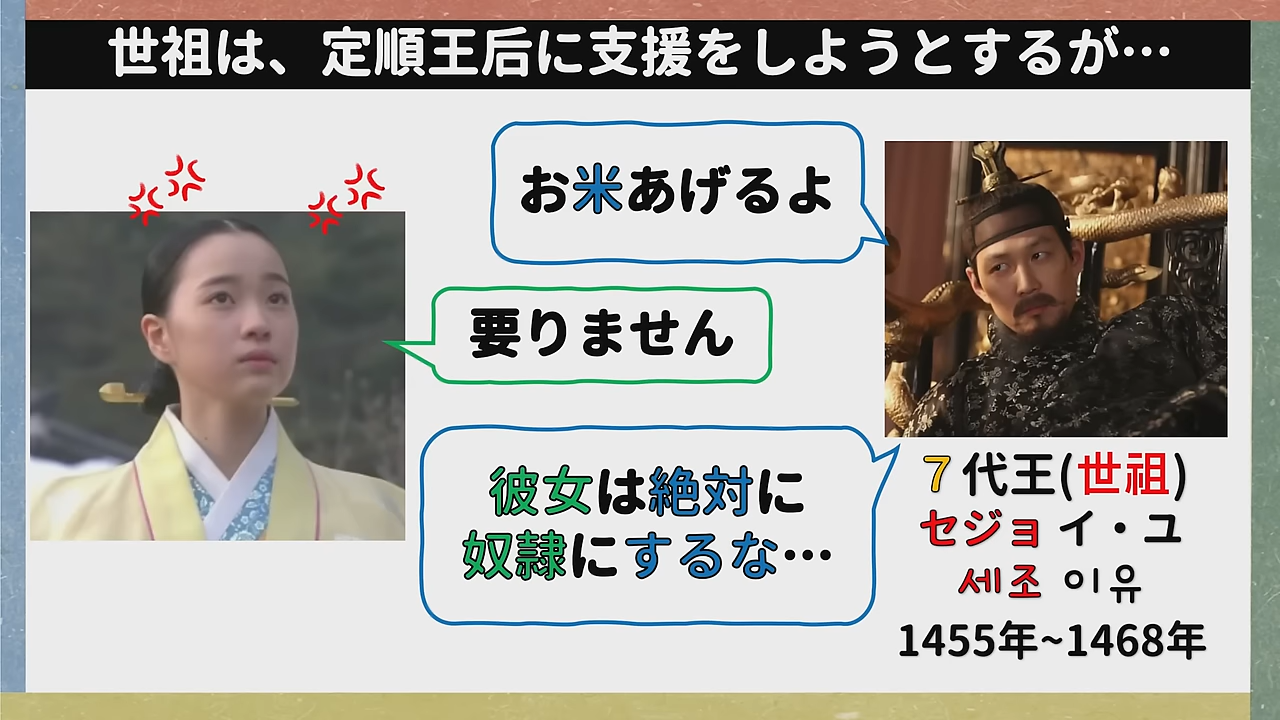 世祖は、定順王后に支援をしようとするが…
お米あげるよ
要りません
彼女は絶対に
奴隷にするな…
７代王(世祖)
セジョ イ・ユ
세조 이유
1455年~1468年